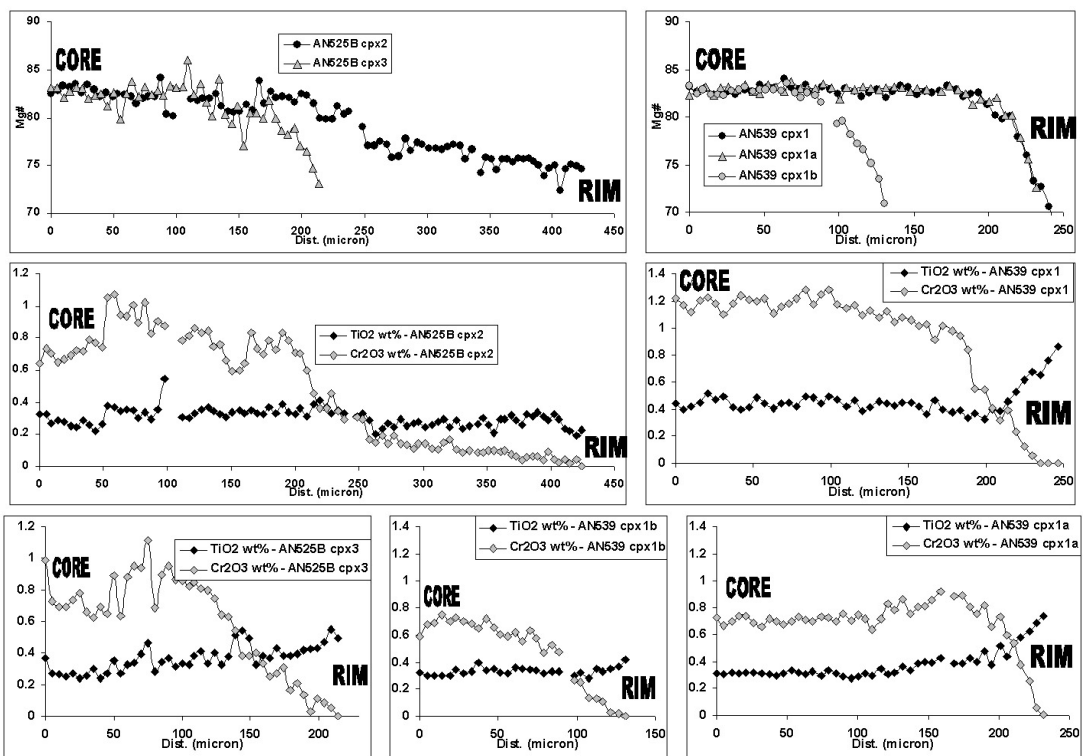 90
85
80
75
70
Mg#
CORE
AN525B cpx2
AN525B cpx3
RIM
0 50 100 150 200 250 300 350 400 450
Dist. (micron)
90
85
80
75
70
Mg#
CORE
AN539 cpx1
AN539 cpx1a
AN539 cpx1b
RIM
0 50 100 150 200 250
Dist. (micron)
1.2
1
0.8
0.6
0.4
0.2
0
CORE
TiO2 wt% - AN525B cpx2
Cr2O3 wt% - AN525B cpx2
RIM
0 50 100 150 200 250 300 350 400 450
Dist. (micron)
1.4
1.2
1
0.8
0.6
0.4
0.2
0
CORE
TiO2 wt% - AN539 cpx1
Cr2O3 wt% - AN539 cpx1
RIM
0 50 100 150 200 250
Dist. (micron)
1.2
1
0.8
0.6
0.4
0.2
0
CORE
TiO2 wt% - AN525B cpx3
Cr2O3 wt% - AN525B cpx3
RIM
0 50 100 150 200
Dist. (micron)
1.4
1.2
1
0.8
0.6
0.4
0.2
0
CORE
TiO2 wt% - AN539 cpx1b
Cr2O3 wt% - AN539 cpx1b
RIM
0 50 100 150
Dist. (micron)
1.4
1.2
1
0.8
0.6
0.4
0.2
0
CORE
TiO2 wt% - AN539 cpx1a
Cr2O3 wt% - AN539 cpx1a
RIM
0 50 100 150 200 250
Dist. (micron)